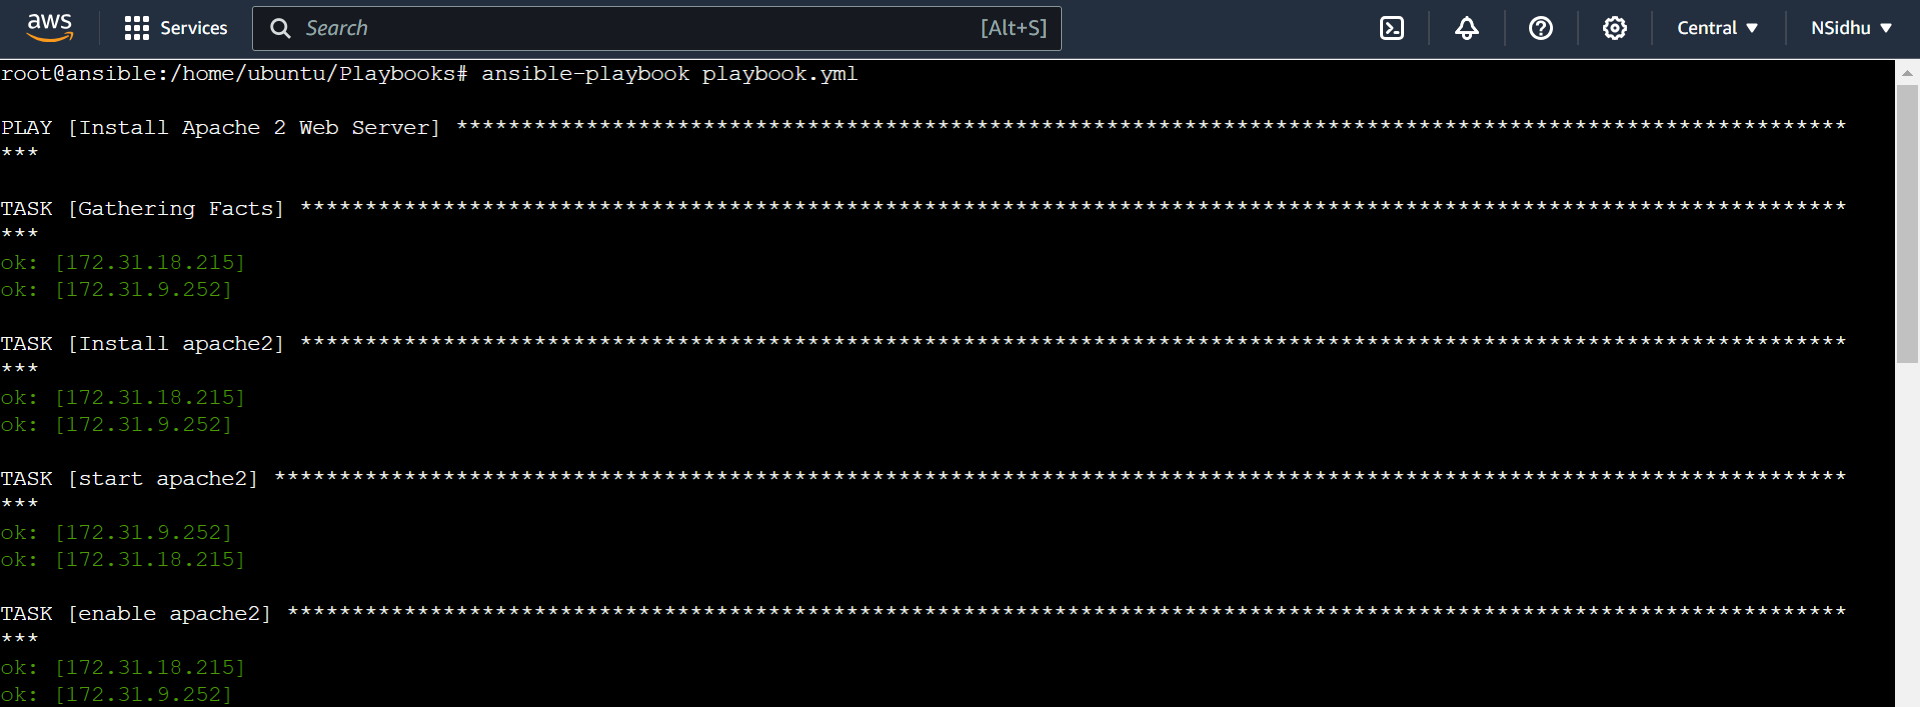 aws Services Search [Alt+S] Central NSidhu
root@ansible:/home/ubuntu/Playbooks# ansible-playbook playbook.yml
PLAY [Install Apache 2 Web Server] ***********************************************************************************************************
***
TASK [Gathering Facts] ***********************************************************************************************************************
***
ok: [172.31.18.215]
ok: [172.31.9.252]
TASK [Install apache2] ***********************************************************************************************************************
***
ok: [172.31.18.215]
ok: [172.31.9.252]
TASK [start apache2] *************************************************************************************************************************
***
ok: [172.31.9.252]
ok: [172.31.18.215]
TASK [enable apache2] ************************************************************************************************************************
***
ok: [172.31.18.215]
ok: [172.31.9.252]